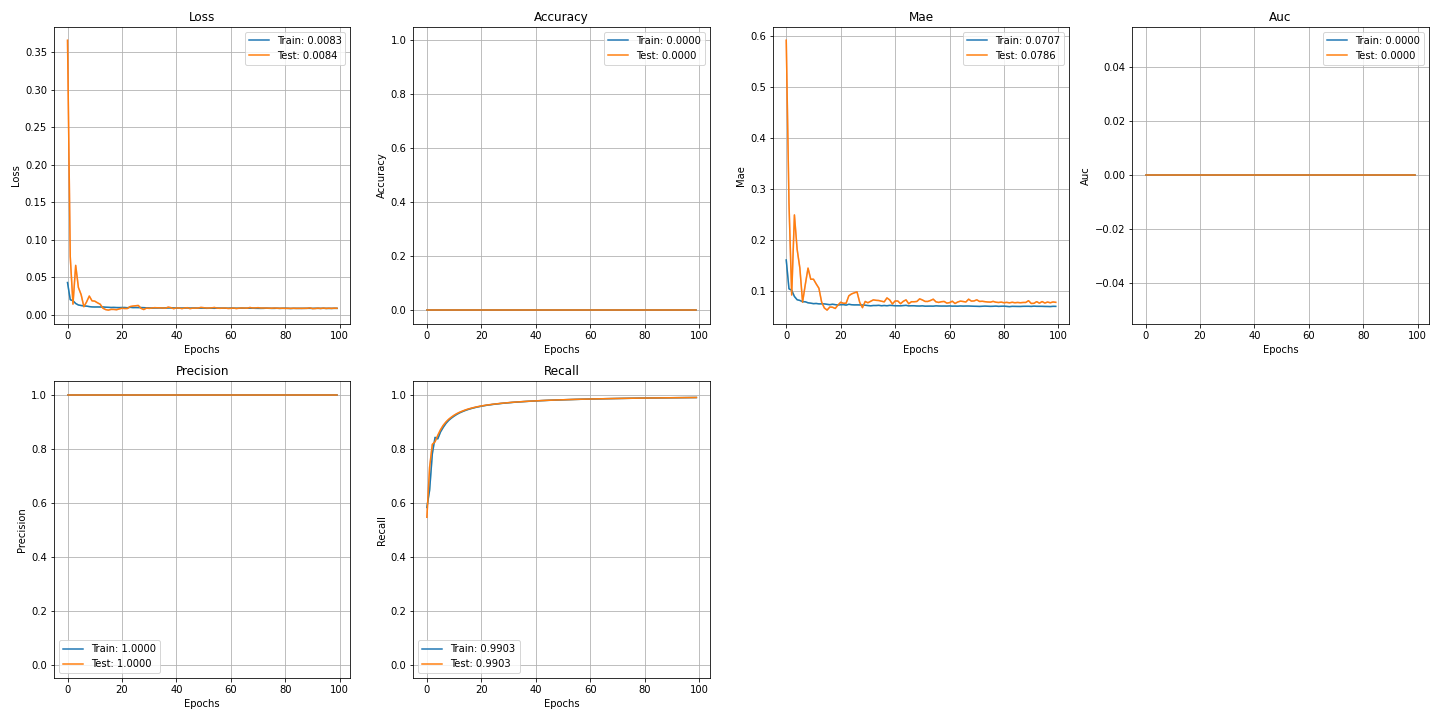 Loss
Train: 0.0083
Test: 0.0084
0.35
0.30
0.25
0.20
0.15
0.10
0.05
0.00
Loss
0 20 40 60 80 100
Epochs
Accuracy
Train: 0.0000
Test: 0.0000
1.0
0.8
0.6
0.4
0.2
0.0
Accuracy
0 20 40 60 80 100
Epochs
Mae
Train: 0.0707
Test: 0.0786
0.6
0.5
0.4
0.3
0.2
0.1
Mae
0 20 40 60 80 100
Epochs
Auc
Train: 0.0000
Test: 0.0000
0.04
0.02
0.00
−0.02
−0.04
Auc
0 20 40 60 80 100
Epochs
Precision
1.0
0.8
0.6
0.4
0.2
0.0
Precision
Train: 1.0000
Test: 1.0000
0 20 40 60 80 100
Epochs
Recall
1.0
0.8
0.6
0.4
0.2
0.0
Recall
Train: 0.9903
Test: 0.9903
0 20 40 60 80 100
Epochs